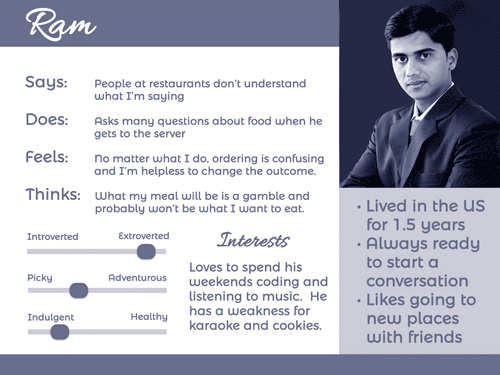 Ram
Says: People at restaurants don't understand
what I'm saying
Does: Asks many questions about food when he
gets to the server
Feels: No matter what I do, ordering is confusing
and I'm helpless to change the outcome.
Thinks: What my meal will be is a gamble and
probably won't be what I want to eat.
Introverted Extroverted
Picky Adventurous
Indulgent Healthy
Interests
Loves to spend his
weekends coding and
listening to music. He
has a weakness for
karaoke and cookies.
• Lived in the US
for 1.5 years
• Always ready
to start a
conversation
• Likes going to
new places
with friends